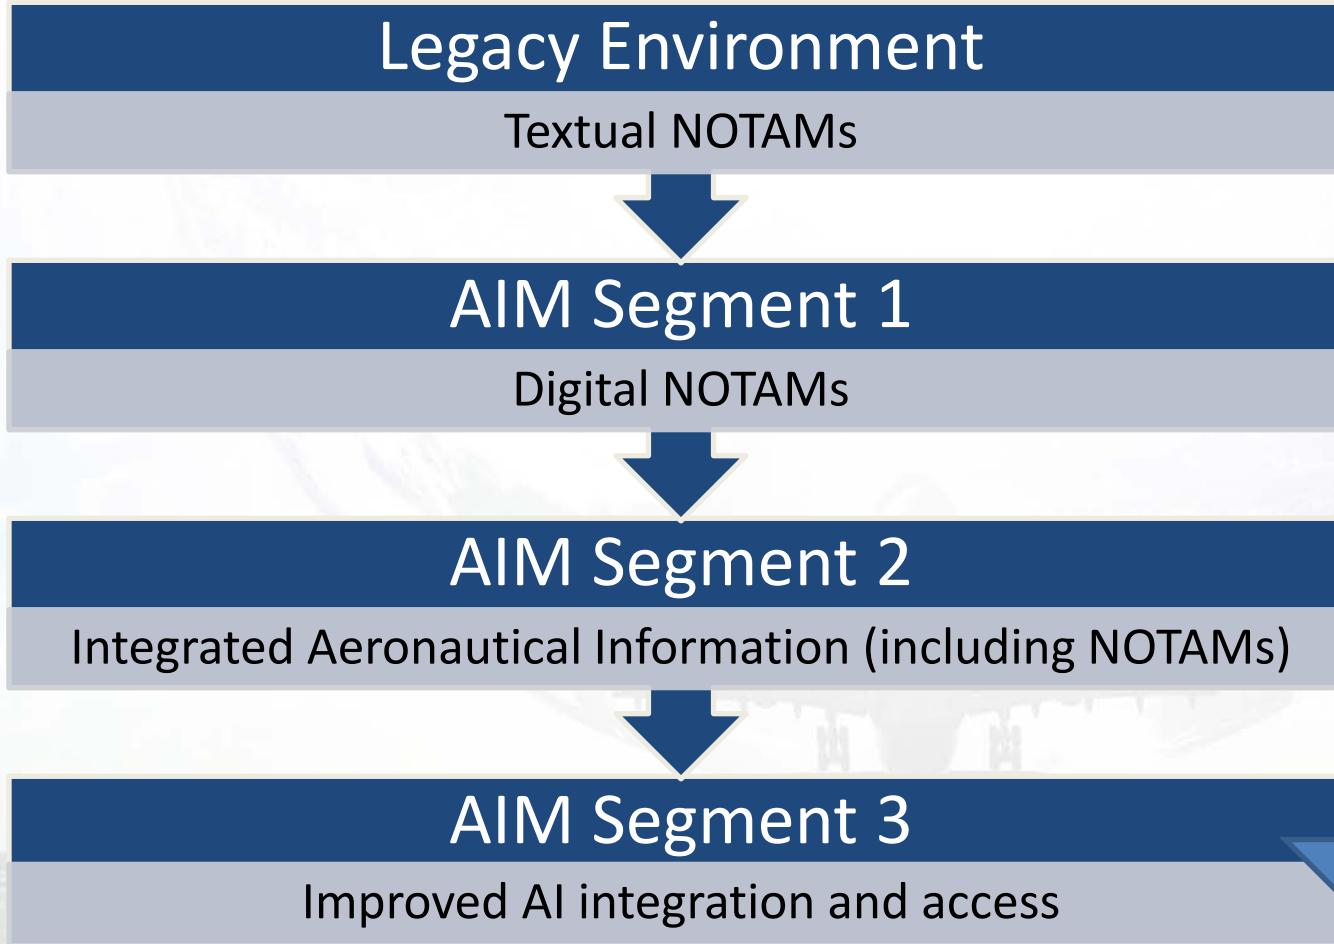 Legacy Environment
Textual NOTAMs
AIM Segment 1
Digital NOTAMs
AIM Segment 2
Integrated Aeronautical Information (including NOTAMs)
AIM Segment 3
Improved AI integration and access